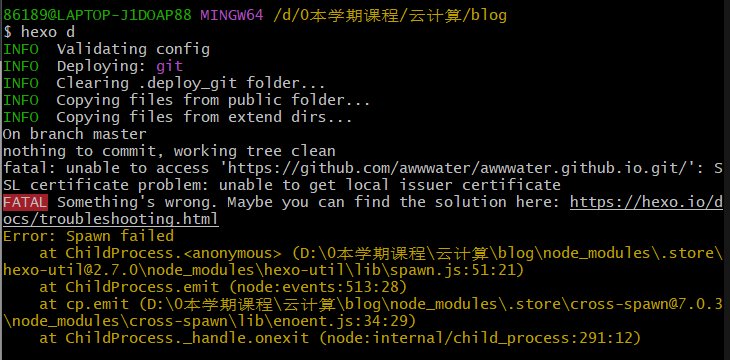 86189@LAPTOP-J1DOAP88 MINGW64 /d/0本学期课程/云计算/blog
$ hexo d
INFO  Validating config
INFO  Deploying: git
INFO  Clearing .deploy_git folder...
INFO  Copying files from public folder...
INFO  Copying files from extend dirs...
On branch master
nothing to commit, working tree clean
fatal: unable to access 'https://github.com/awwwater/awwwater.github.io.git/': S
SL certificate problem: unable to get local issuer certificate
FATAL Something's wrong. Maybe you can find the solution here: https://hexo.io/d
ocs/troubleshooting.html
Error: Spawn failed
    at ChildProcess.<anonymous> (D:\0本学期课程\云计算\blog\node_modules\.store\
hexo-util@2.7.0\node_modules\hexo-util\lib\spawn.js:51:21)
    at ChildProcess.emit (node:events:513:28)
    at cp.emit (D:\0本学期课程\云计算\blog\node_modules\.store\cross-spawn@7.0.3
\node_modules\cross-spawn\lib\enoent.js:34:29)
    at ChildProcess._handle.onexit (node:internal/child_process:291:12)